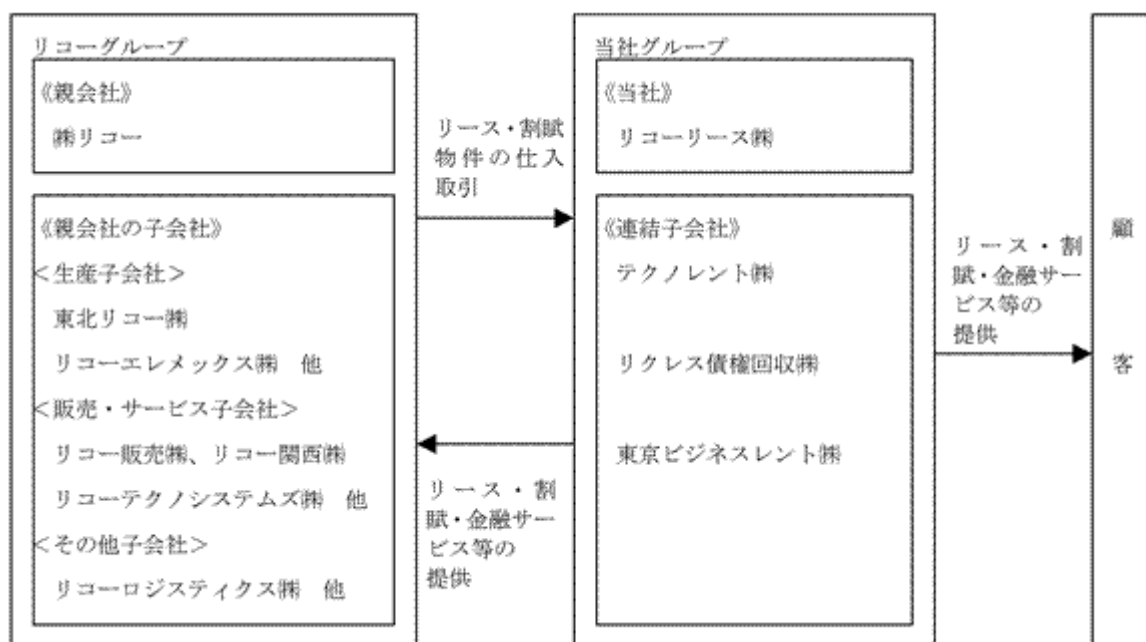 リコーグループ
《親会社》
㈱リコー
《親会社の子会社》
＜生産子会社＞
東北リコー㈱
リコーエレメックス㈱　他
＜販売・サービス子会社＞
リコー販売㈱、リコー関西㈱
リコーテクノシステムズ㈱　他
＜その他子会社＞
リコーロジスティクス㈱　他
リース・割賦
物件の仕入
取引
リース・割
賦・金融サー
ビス等の
提供
当社グループ
《当社》
リコーリース㈱
《連結子会社》
テクノレント㈱
リクレス債権回収㈱
東京ビジネスレント㈱
リース・割
賦・金融サー
ビス等の
提供
顧
客